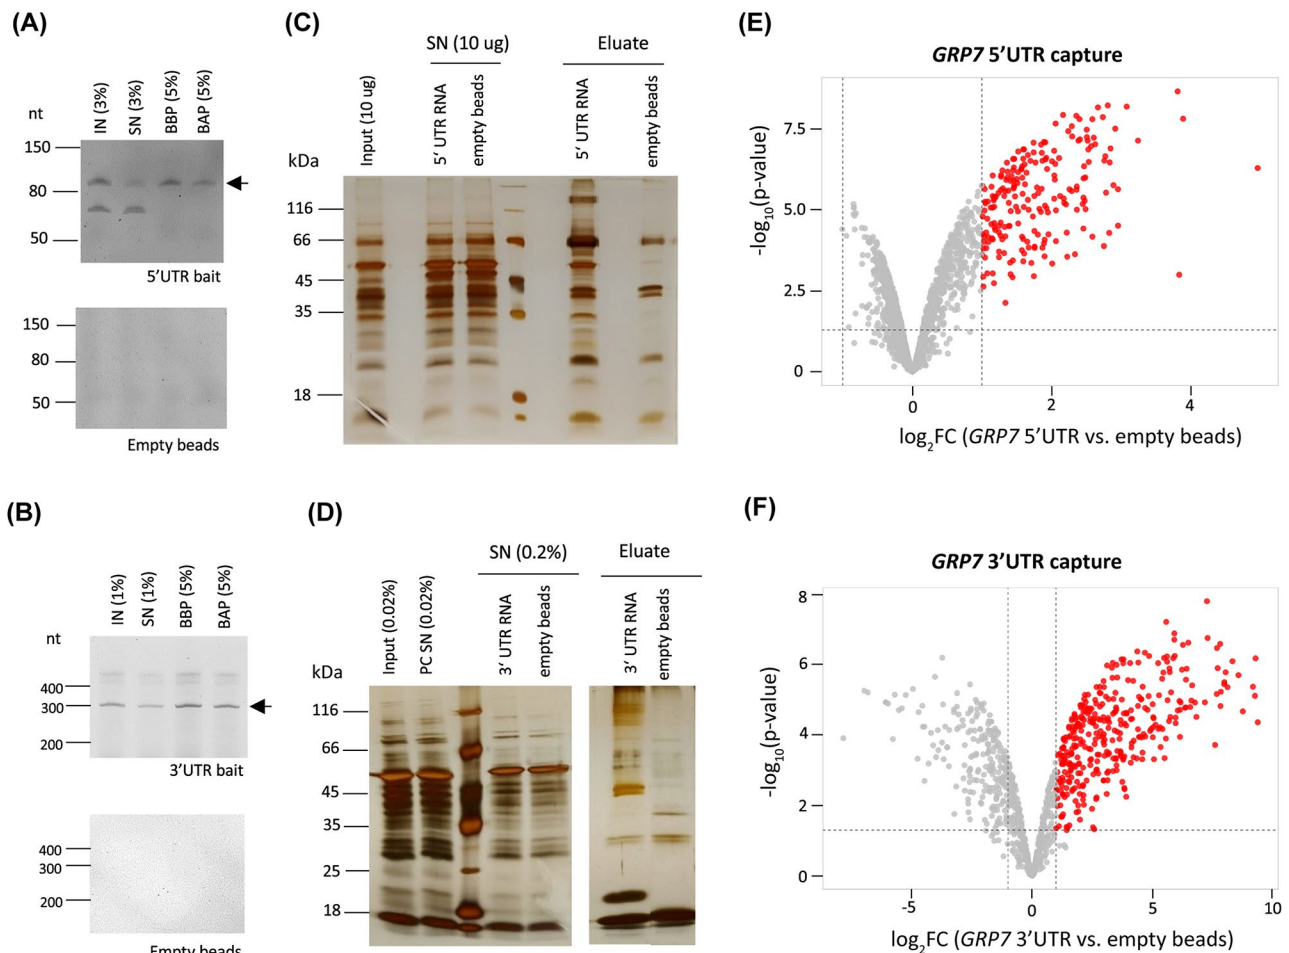 (A)
nt
IN (3%)
SN (3%)
BBP (5%)
BAP (5%)
150
80
50
5'UTR bait
150
80
50
Empty beads
(B)
nt
IN (1%)
SN (1%)
BBP (5%)
BAP (5%)
400
300
200
3'UTR bait
400
300
200
Empty beads
(C)
SN (10 ug)
Eluate
kDa
Input (10 ug)
5' UTR RNA
empty beads
5' UTR RNA
empty beads
116
66
45
35
18
(D)
SN (0.2%)
Eluate
kDa
Input (0.02%)
PC SN (0.02%)
3' UTR RNA
empty beads
3' UTR RNA
empty beads
116
66
45
35
25
18
(E)
GRP7 5'UTR capture
-log10(p-value)
7.5
5.0
2.5
0
0
2
4
log2FC (GRP7 5'UTR vs. empty beads)
(F)
GRP7 3'UTR capture
-log10(p-value)
8
6
4
2
0
-5
0
5
10
log2FC (GRP7 3'UTR vs. empty beads)